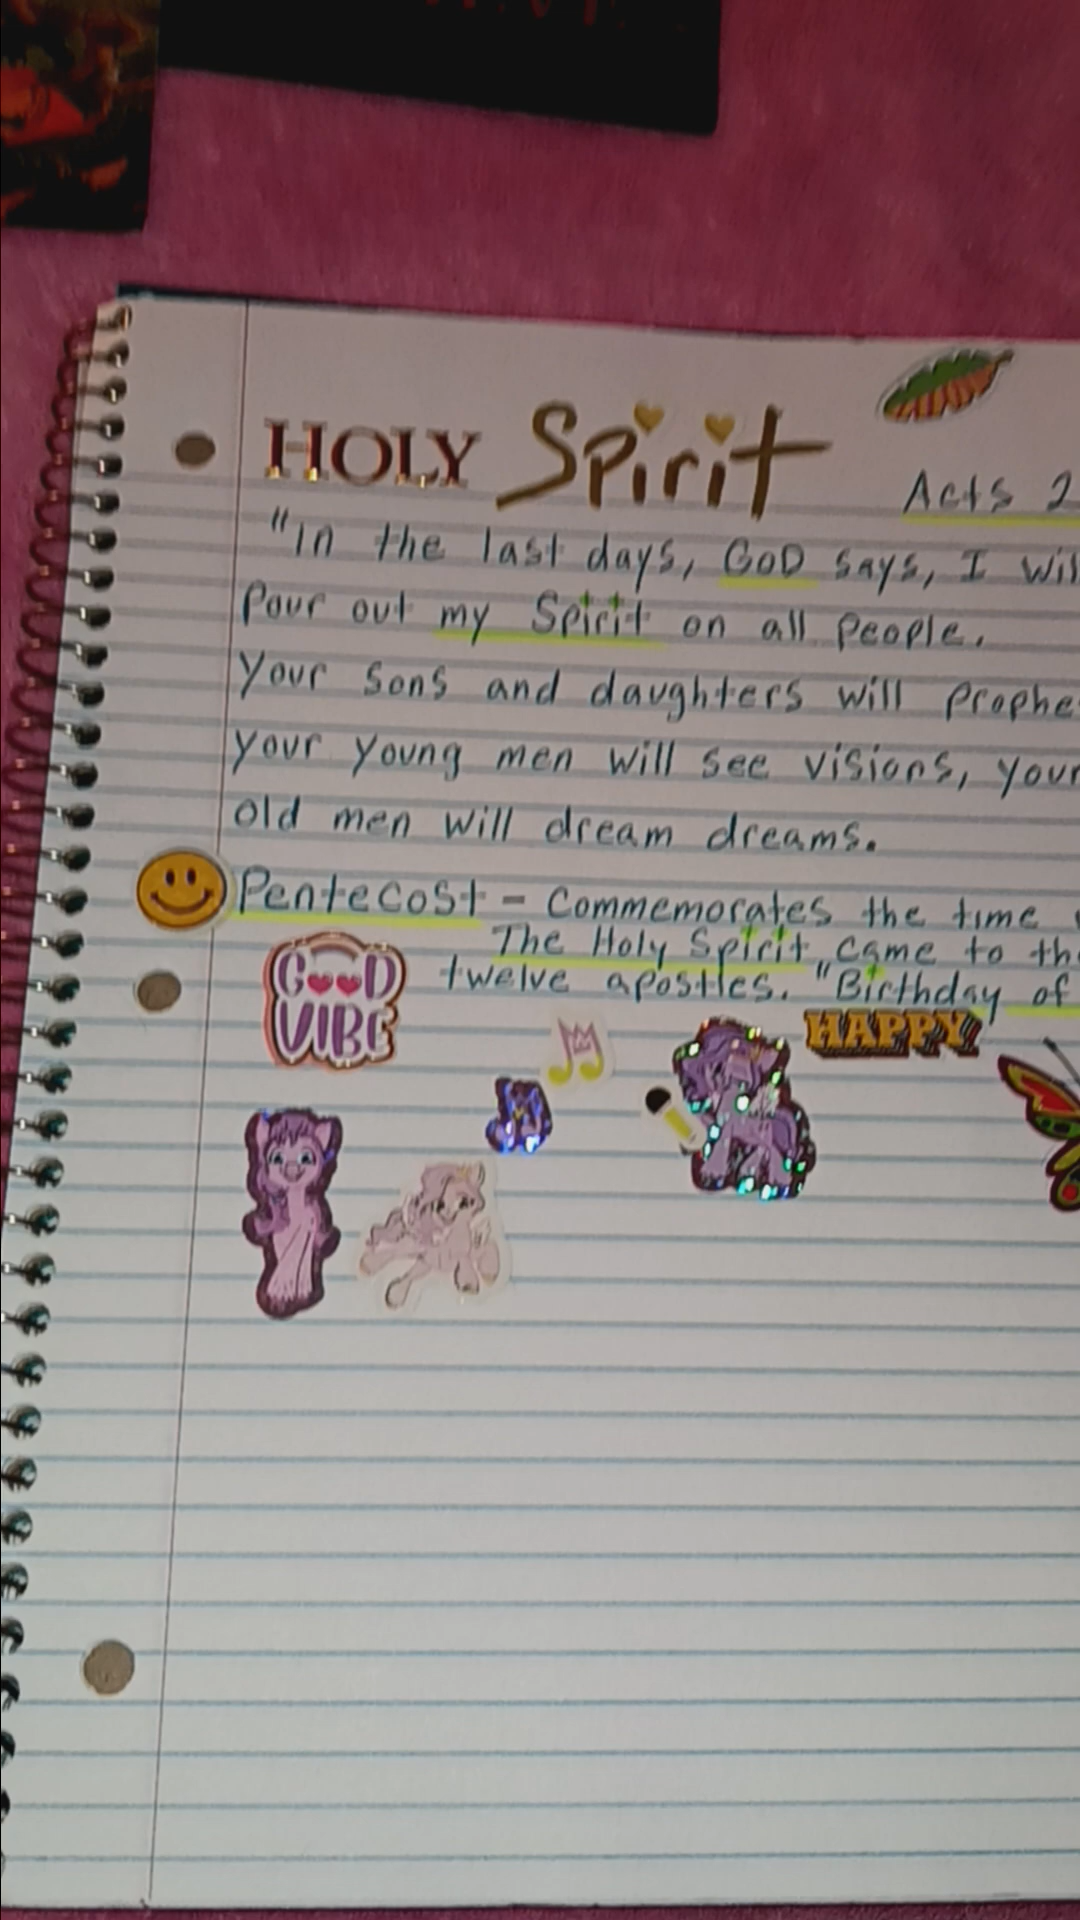 HOLY Spirit
Acts 2
"In the last days, GOD says, I wil
Pour out my Spirit on all people.
Your sons and daughters will prophe
your young men will see visions, your
old men will dream dreams.
Pentecost - Commemorates the time
The Holy Spirit came to th
twelve apostles. "Birthday of
GOOD
VIBE
HAPPY